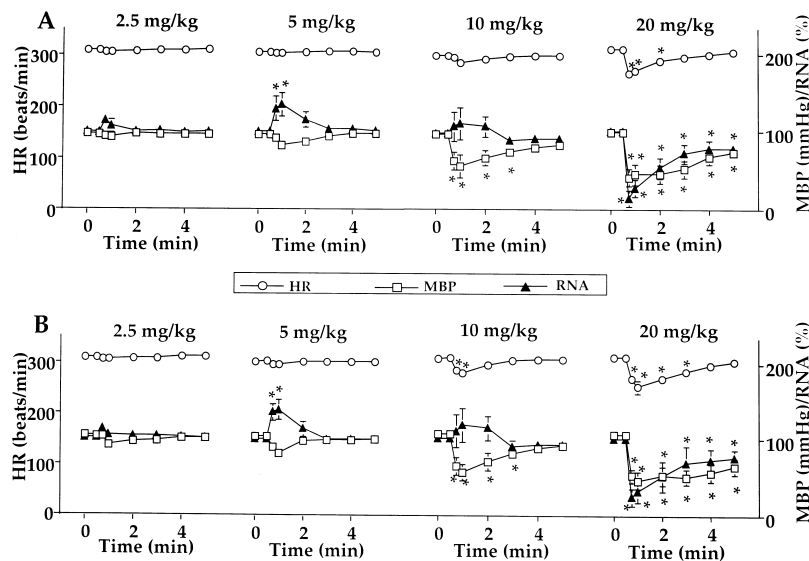 A
2.5 mg/kg 5 mg/kg 10 mg/kg 20 mg/kg
HR (beats/min)
300
200
100
0
MBP (mmHg)/RNA (%)
200
100
0
* * * * * * * * * * * * * * * * * * * *
0 2 4 0 2 4 0 2 4 0 2 4
Time (min) Time (min) Time (min) Time (min)
HR MBP RNA
B
2.5 mg/kg 5 mg/kg 10 mg/kg 20 mg/kg
HR (beats/min)
300
200
100
0
MBP (mmHg)/RNA (%)
200
100
0
* * * * * * * * * * * * * * * * * * * * * * *
0 2 4 0 2 4 0 2 4 0 2 4
Time (min) Time (min) Time (min) Time (min)